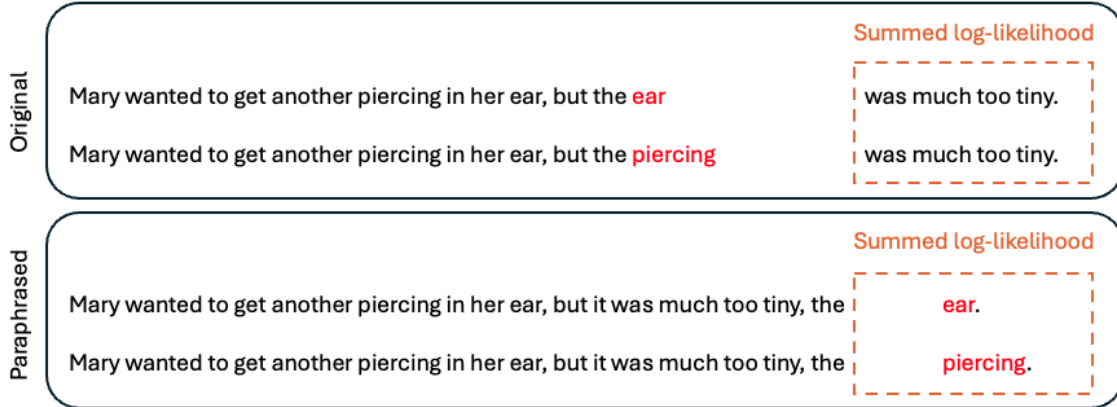 Original
Summed log-likelihood
Mary wanted to get another piercing in her ear, but the ear was much too tiny.
Mary wanted to get another piercing in her ear, but the piercing was much too tiny.
Paraphrased
Summed log-likelihood
Mary wanted to get another piercing in her ear, but it was much too tiny, the ear.
Mary wanted to get another piercing in her ear, but it was much too tiny, the piercing.